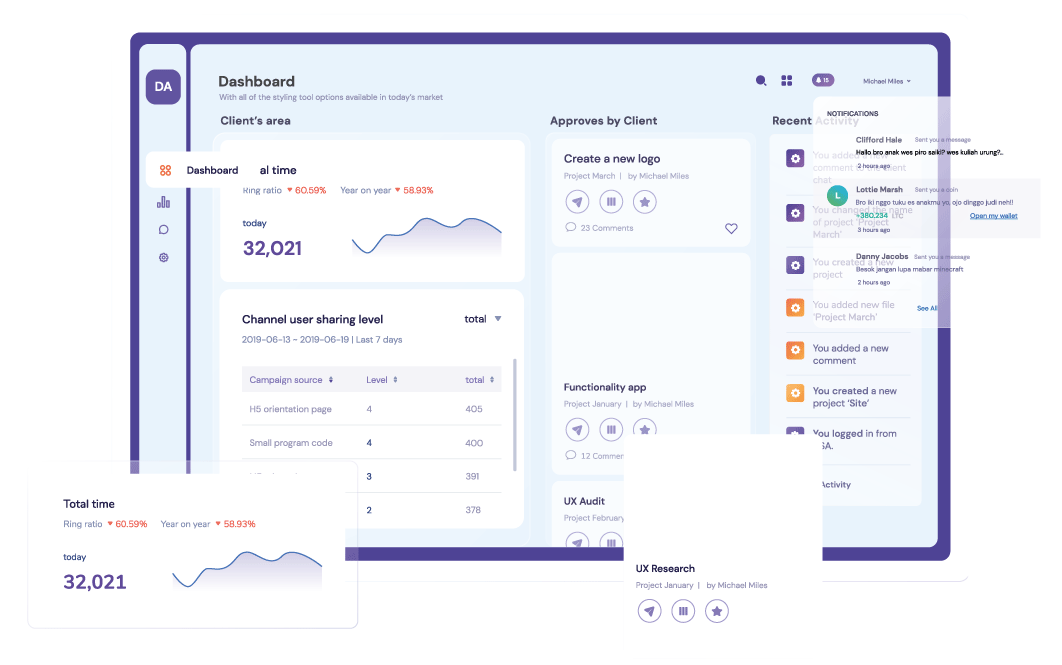 DA
Dashboard
With all of the styling tool options available in today's market
15
Michael Miles
Client's area
Approves by Client
Recent Activity
Dashboard
al time
Ring ratio 60.59% Year on year 58.93%
today
32,021
Channel user sharing level
total
2019-06-13 ~ 2019-06-19 | Last 7 days
Campaign source Level total
H5 orientation page 4 405
Small program code 4 400
3 391
2 378
Total time
Ring ratio 60.59% Year on year 58.93%
today
32,021
Create a new logo
Project March | by Michael Miles
23 Comments
Functionality app
Project January | by Michael Miles
12 Commen
UX Audit
Project February
UX Research
Project January | by Michael Miles
You added a new
comment to the client
chat
You changed the name
of project 'Project
March'
You created a new
project
You added new file
'Project March'
You added a new
comment
You created a new
project 'Site'
You logged in from
SA.
Activity
NOTIFICATIONS
Clifford Hale Sent you a message
Hallo bro anak wes piro saiki? wes kuliah urung?..
2 hours ago
L
Lottie Marsh Sent you a coin
Bro iki nggo tuku es anakmu yo, ojo dinggo judi neh!!
+380,234 LTC Open my wallet
3 hours ago
Danny Jacobs Sent you a message
Besok jangan lupa mabar minecraft
2 hours ago
See All